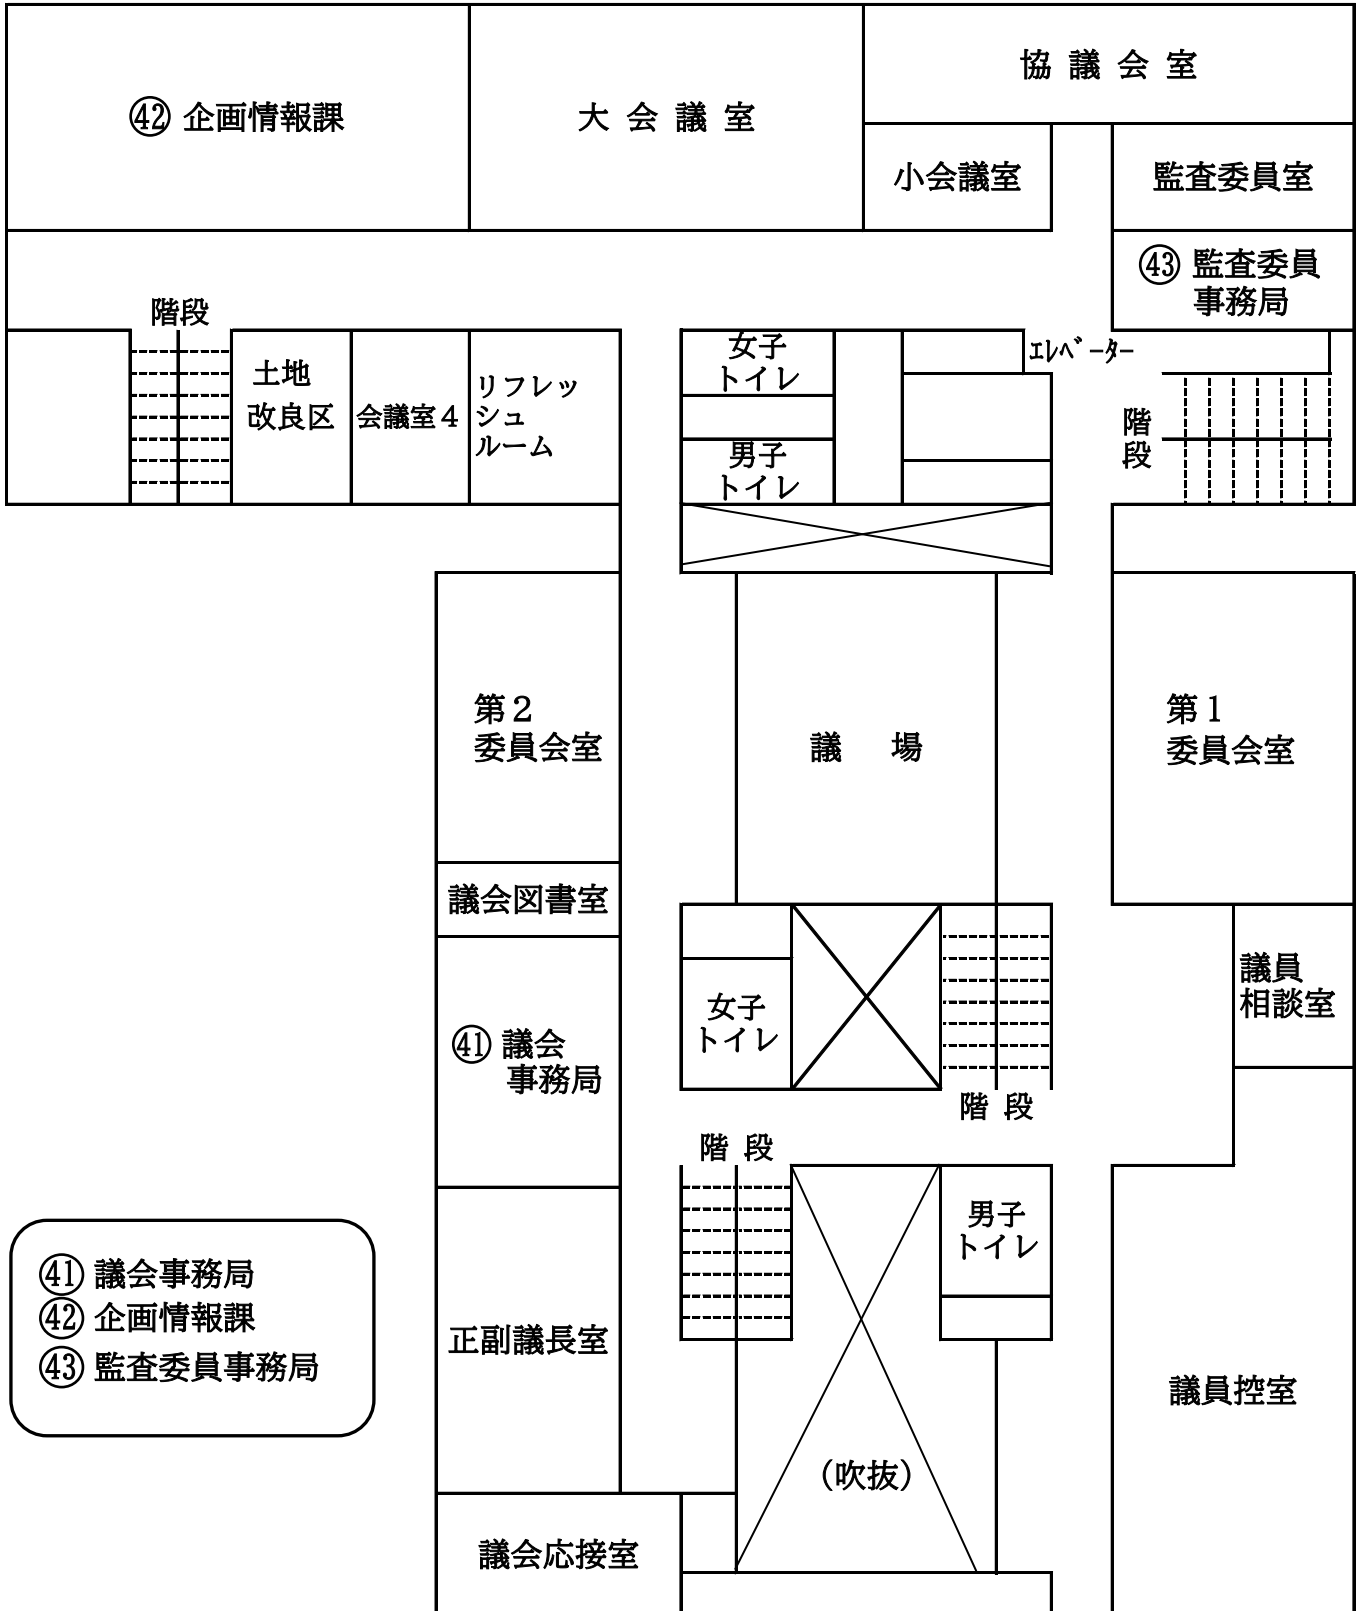 ㊷ 企画情報課
大会議室
協議会室
小会議室
監査委員室
㊸ 監査委員
事務局
階段
土地
改良区
会議室４
リフレッ
シュ
ルーム
女子
トイレ
男子
トイレ
ｴﾚﾍﾞｰﾀｰ
階
段
第２
委員会室
議場
第１
委員会室
議会図書室
㊶ 議会
事務局
女子
トイレ
階段
議員
相談室
階段
男子
トイレ
正副議長室
(吹抜)
議員控室
議会応接室
㊶ 議会事務局
㊷ 企画情報課
㊸ 監査委員事務局